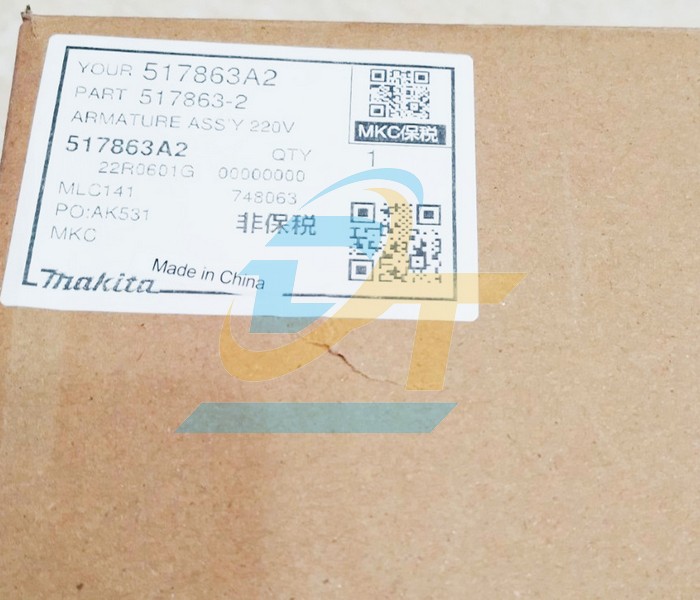 YOUR 517863A2
PART 517863-2
ARMATURE ASS'Y 220V
MKC保税
517863A2 QTY 1
22R0601G 00000000
MLC141 748063
PO:AK531 非保税
MKC
Made in China
makita